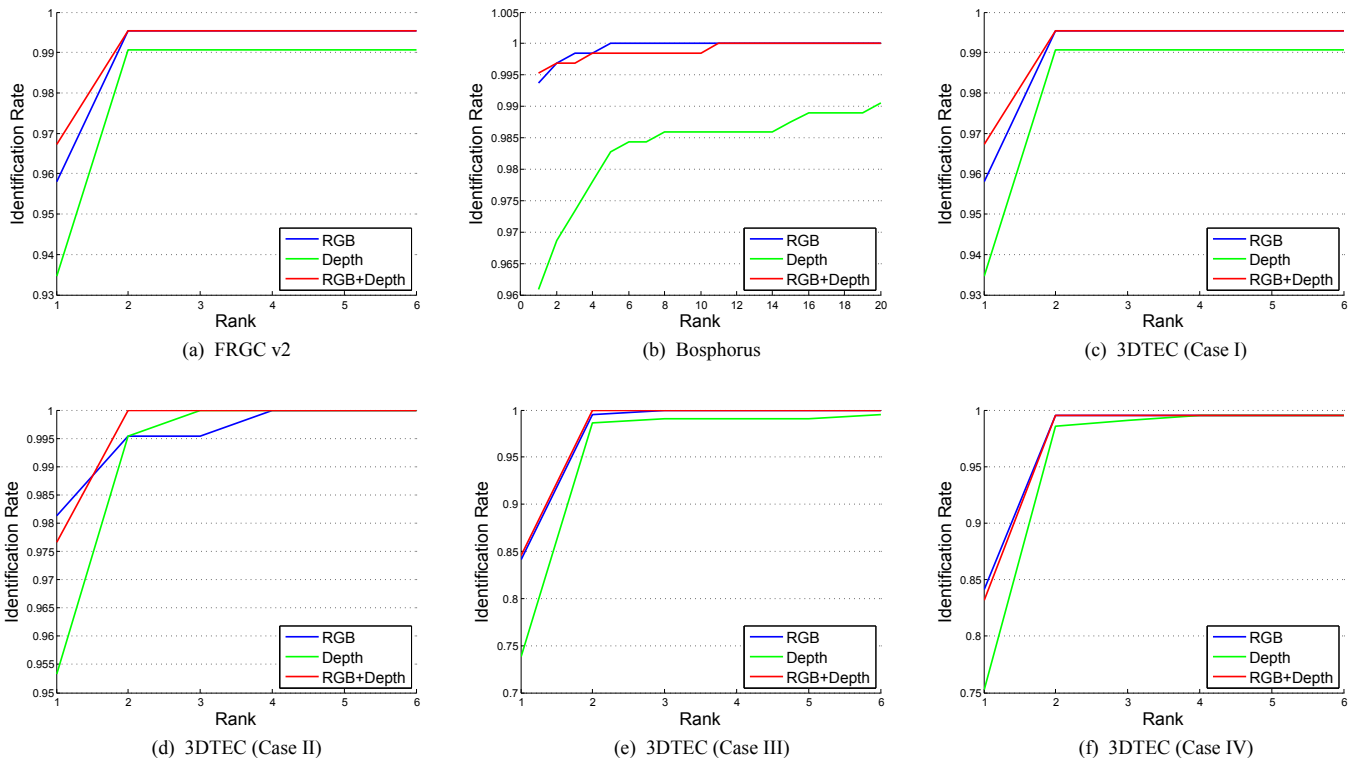 1
0.99
0.98
0.97
0.96
0.95
0.94
0.93
Identification Rate
1 2 3 4 5 6
Rank
RGB
Depth
RGB+Depth
(a) FRGC v2
1.005
1
0.995
0.99
0.985
0.98
0.975
0.97
0.965
0.96
Identification Rate
0 2 4 6 8 10 12 14 16 18 20
Rank
RGB
Depth
RGB+Depth
(b) Bosphorus
1
0.99
0.98
0.97
0.96
0.95
0.94
0.93
Identification Rate
1 2 3 4 5 6
Rank
RGB
Depth
RGB+Depth
(c) 3DTEC (Case I)
1
0.995
0.99
0.985
0.98
0.975
0.97
0.965
0.96
0.955
0.95
Identification Rate
1 2 3 4 5 6
Rank
RGB
Depth
RGB+Depth
(d) 3DTEC (Case II)
1
0.95
0.9
0.85
0.8
0.75
0.7
Identification Rate
1 2 3 4 5 6
Rank
RGB
Depth
RGB+Depth
(e) 3DTEC (Case III)
1
0.95
0.9
0.85
0.8
0.75
Identification Rate
1 2 3 4 5 6
Rank
RGB
Depth
RGB+Depth
(f) 3DTEC (Case IV)